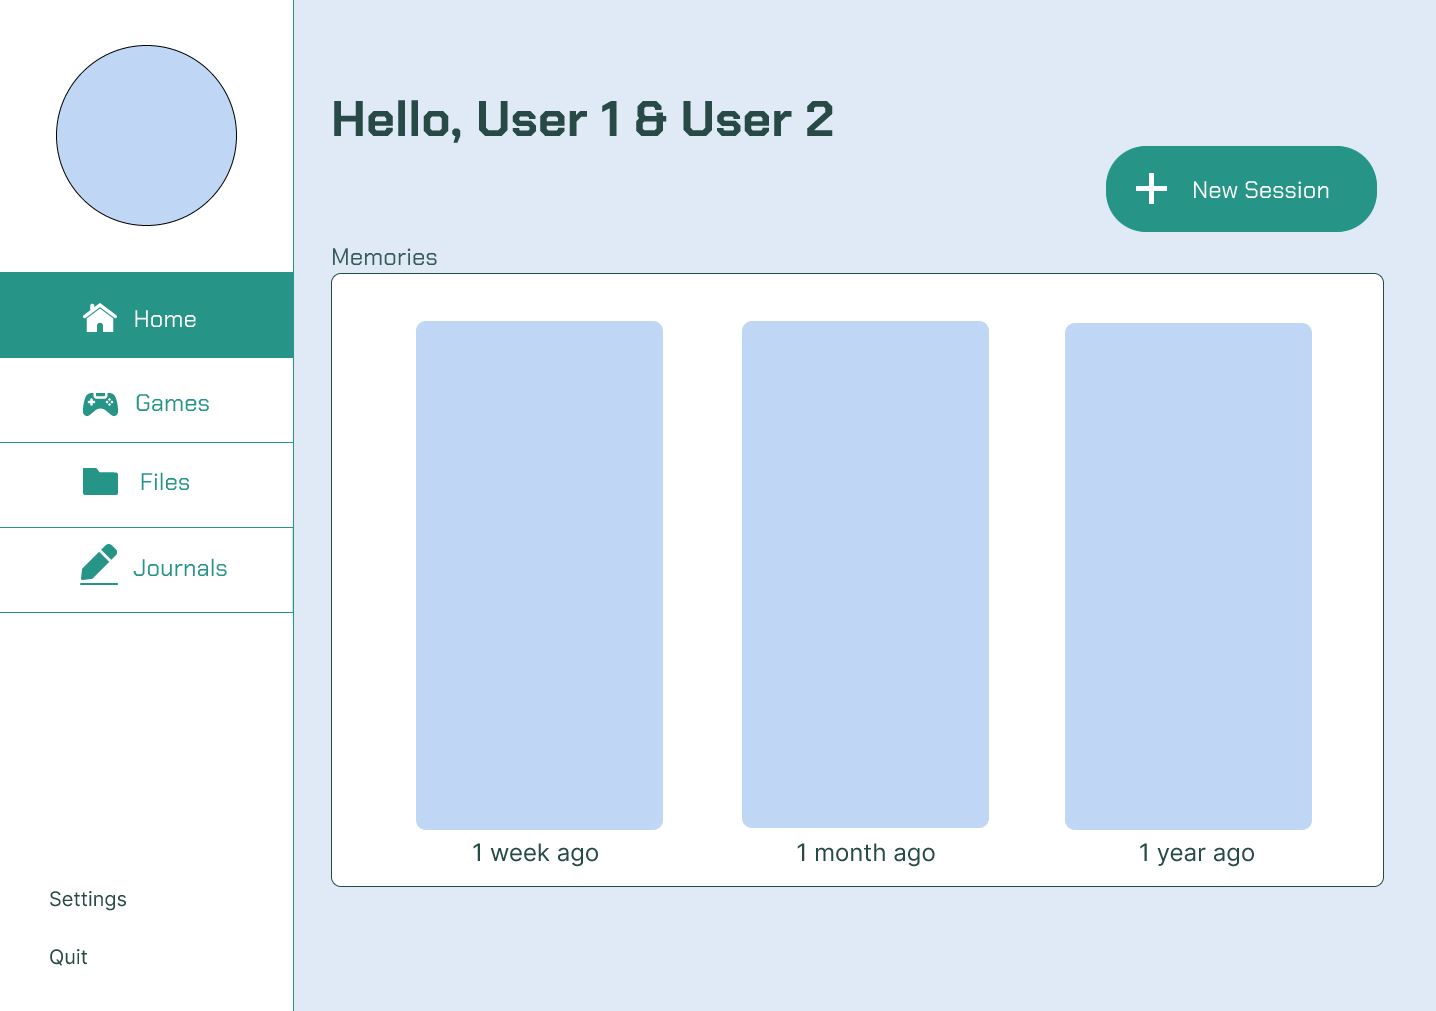 Hello, User 1 & User 2
New Session
Memories
Home
Games
Files
Journals
1 week ago
1 month ago
1 year ago
Settings
Quit